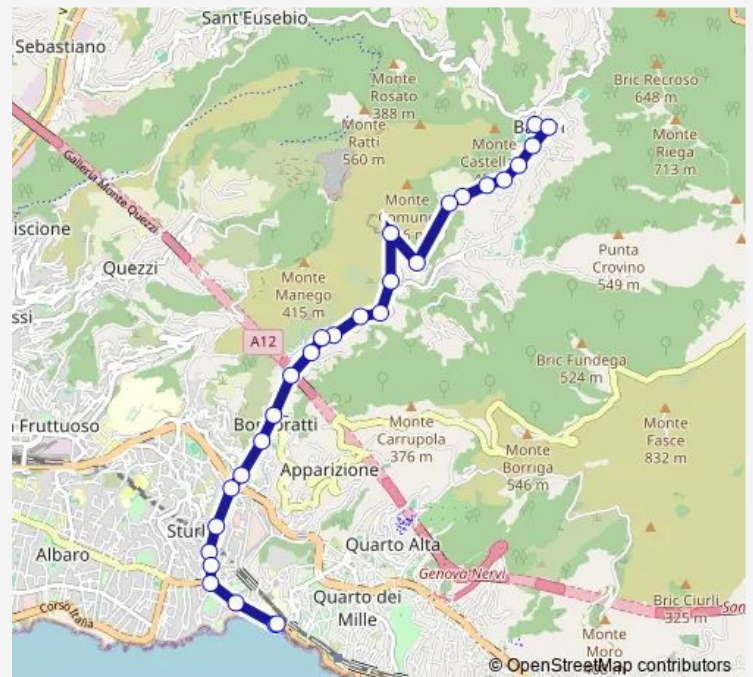 Sant'Eusebio
Sebastiano
Monte
Rosato
388 m
Bric Recroso
648 m
Monte
Ratti
560 m
Monte
Riega
713 m
Monte
Castell
Galleria Monte Quezzi
iscione
Quezzi
Monte
Punta
Crovino
549 m
Monte
Manego
415 m
ssi
A12
Bric Fundega
524 m
Fruttuoso
Monte
Carrupola
376 m
Monte
Fasce
832 m
Monte
Borriga
546 m
Apparizione
Sturl
Albaro
Quarto Alta
Genova Nervi
Corso Italia
Quarto dei
Mille
Bric Ciurli
325 m
San
Monte
Moro
© OpenStreetMap contributors